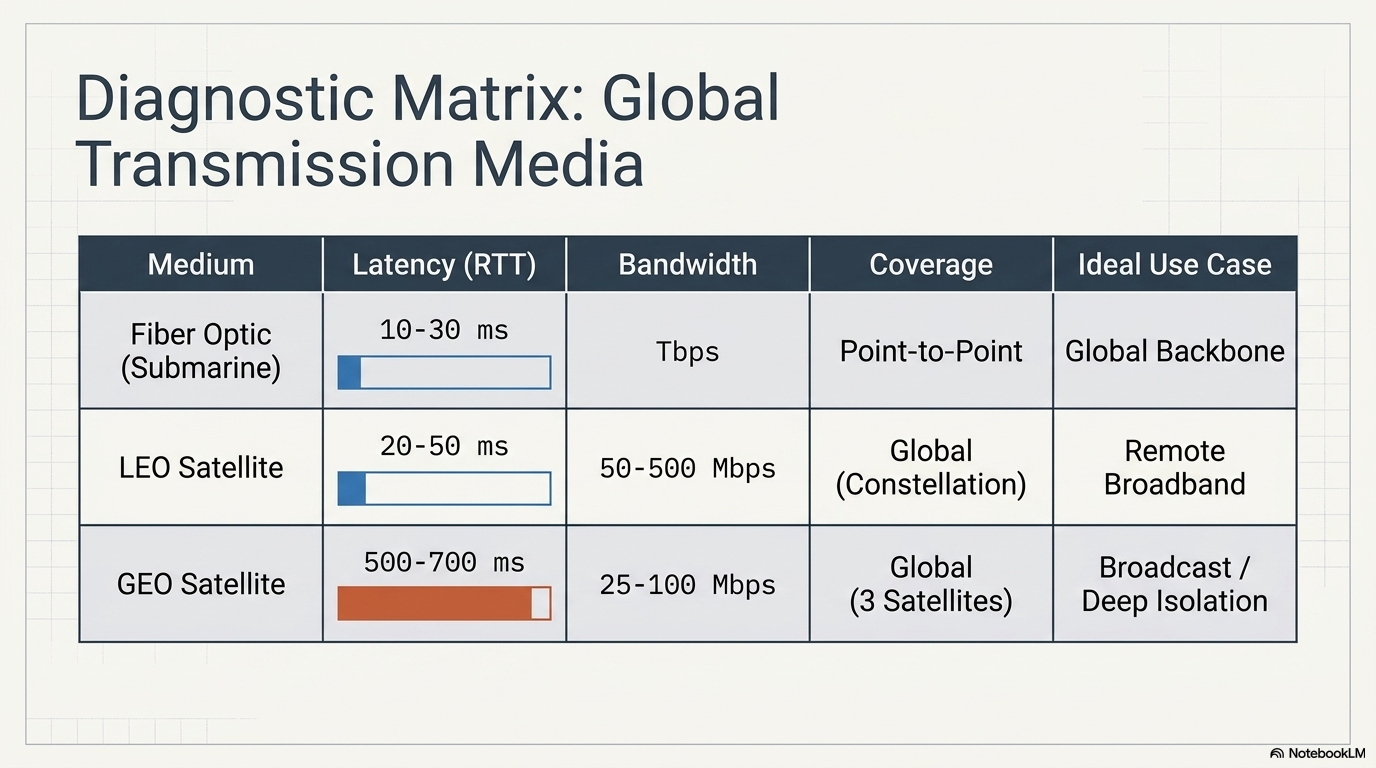 Diagnostic Matrix: Global
Transmission Media
Medium
Latency (RTT)
Bandwidth
Coverage
Ideal Use Case
Fiber Optic
(Submarine)
10-30 ms
Tbps
Point-to-Point
Global Backbone
LEO Satellite
20-50 ms
50-500 Mbps
Global
(Constellation)
Remote
Broadband
GEO Satellite
500-700 ms
25-100 Mbps
Global
(3 Satellites)
Broadcast /
Deep Isolation
NotebookLM